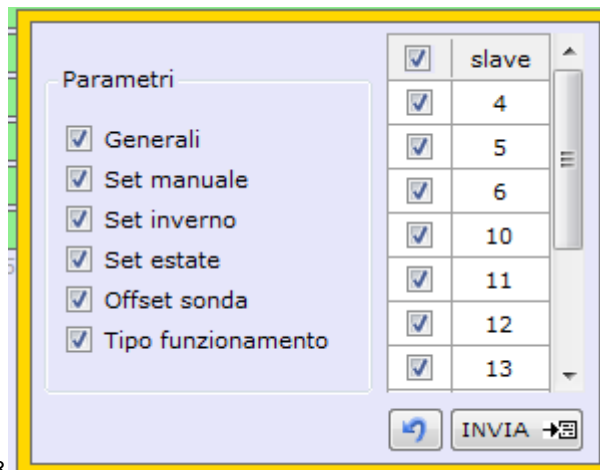 Parametri
Generali
Set manuale
Set inverno
Set estate
Offset sonda
Tipo funzionamento
slave
4
5
6
10
11
12
13
INVIA